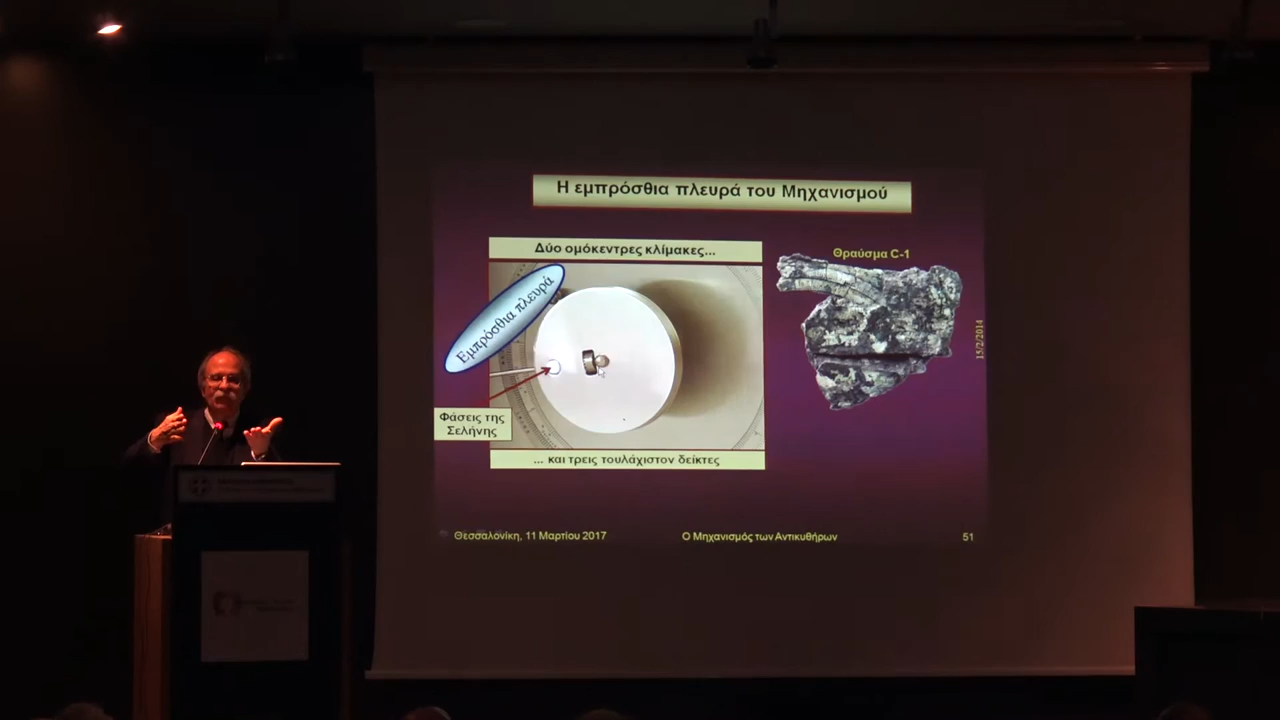 Η εμπρόσθια πλευρά του Μηχανισμού
Δύο ομόκεντρες κλίμακες...
Θραύσμα C-1
Εμπρόσθια πλευρά
15/2/2014
Φάσεις της
Σελήνης
... και τρεις τουλάχιστον δείκτες
Θεσσαλονίκη, 11 Μαρτίου 2017
Ο Μηχανισμός των Αντικυθήρων
51